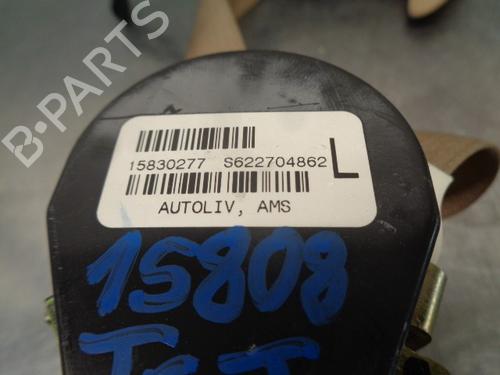 B-PARTS
15830277 S622704862 L
AUTOLIV, AMS
15808